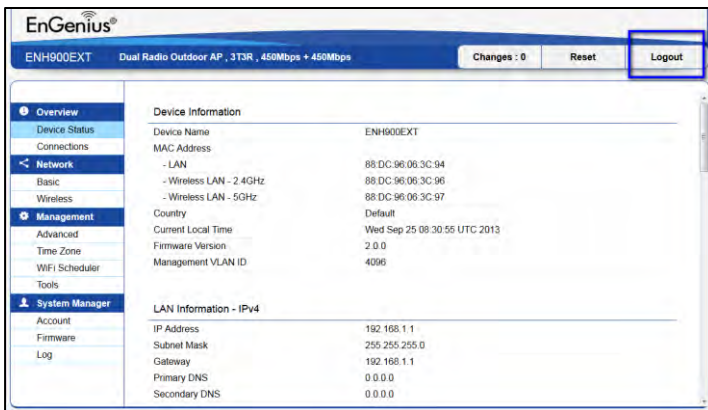 EnGenius®
ENH900EXT Dual Radio Outdoor AP , 3T3R , 450Mbps + 450Mbps Changes : 0 Reset Logout
Overview
Device Status
Connections
Network
Basic
Wireless
Management
Advanced
Time Zone
WiFi Scheduler
Tools
System Manager
Account
Firmware
Log
Device Information
Device Name ENH900EXT
MAC Address
- LAN 88:DC:96:06:3C:94
- Wireless LAN - 2.4GHz 88:DC:96:06:3C:96
- Wireless LAN - 5GHz 88:DC:96:06:3C:97
Country Default
Current Local Time Wed Sep 25 08:30:55 UTC 2013
Firmware Version 2.0.0
Management VLAN ID 4096
LAN Information - IPv4
IP Address 192.168.1.1
Subnet Mask 255.255.255.0
Gateway 192.168.1.1
Primary DNS 0.0.0.0
Secondary DNS 0.0.0.0